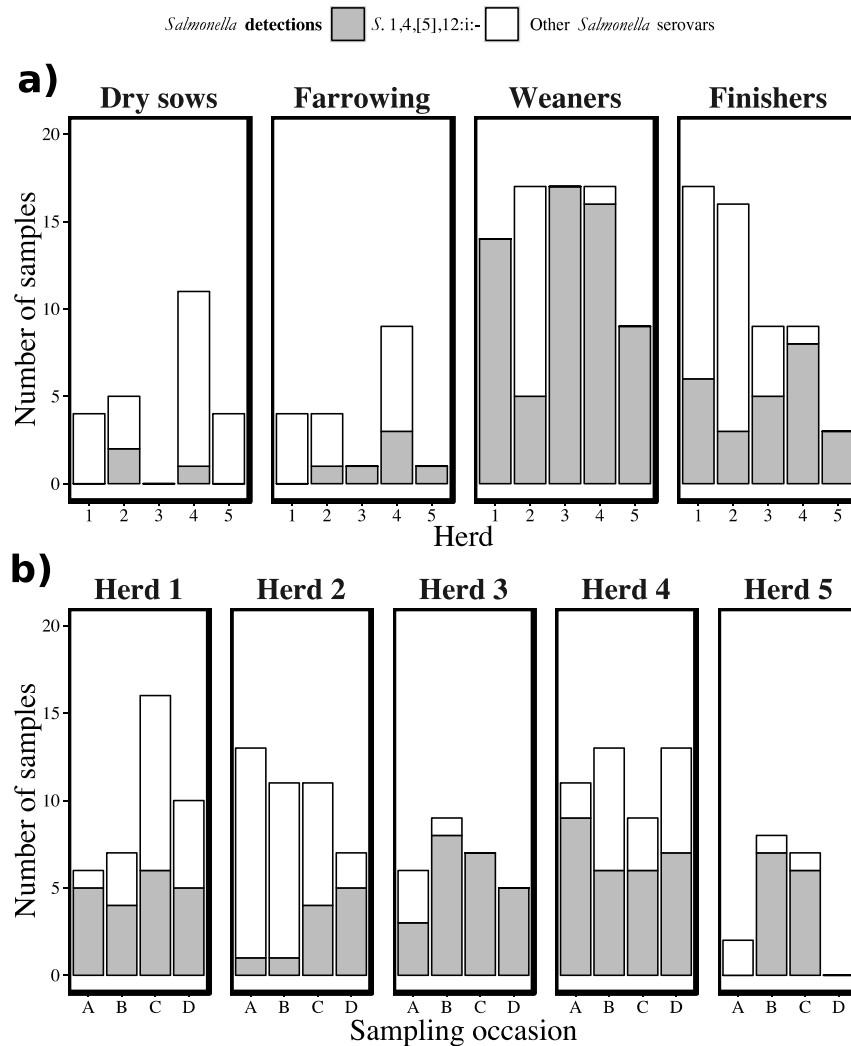 Salmonella detections S. 1,4,[5],12:i:- Other Salmonella serovars
a)
Dry sows Farrowing Weaners Finishers
Number of samples
20
15
10
5
0
1 2 3 4 5 1 2 3 4 5 1 2 3 4 5 1 2 3 4 5
Herd
b)
Herd 1 Herd 2 Herd 3 Herd 4 Herd 5
Number of samples
20
15
10
5
0
A B C D A B C D A B C D A B C D A B C D
Sampling occasion